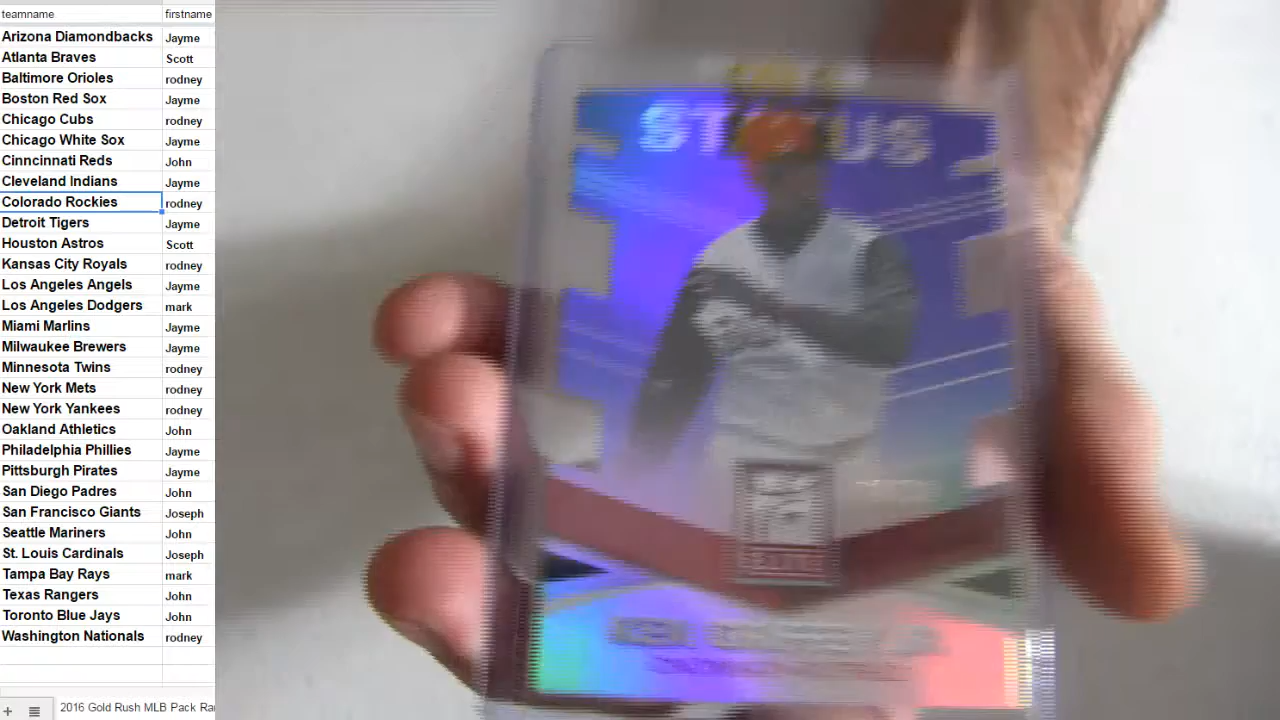 teamname firstname
Arizona Diamondbacks Jayme
Atlanta Braves Scott
Baltimore Orioles rodney
Boston Red Sox Jayme
Chicago Cubs rodney
Chicago White Sox Jayme
Cinncinnati Reds John
Cleveland Indians Jayme
Colorado Rockies rodney
Detroit Tigers Jayme
Houston Astros Scott
Kansas City Royals rodney
Los Angeles Angels Jayme
Los Angeles Dodgers mark
Miami Marlins Jayme
Milwaukee Brewers Jayme
Minnesota Twins rodney
New York Mets rodney
New York Yankees rodney
Oakland Athletics John
Philadelphia Phillies Jayme
Pittsburgh Pirates Jayme
San Diego Padres John
San Francisco Giants Joseph
Seattle Mariners John
St. Louis Cardinals Joseph
Tampa Bay Rays mark
Texas Rangers John
Toronto Blue Jays John
Washington Nationals rodney
2016 Gold Rush MLB Pack Ra
STATUS
ELITE